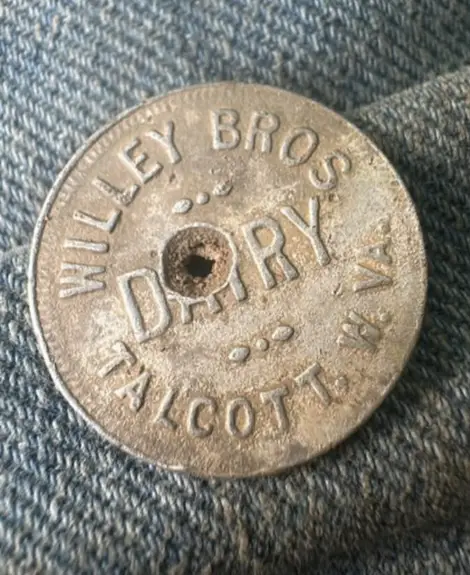 WILLEY BROS.
DAIRY
TALCOTT. W. VA.